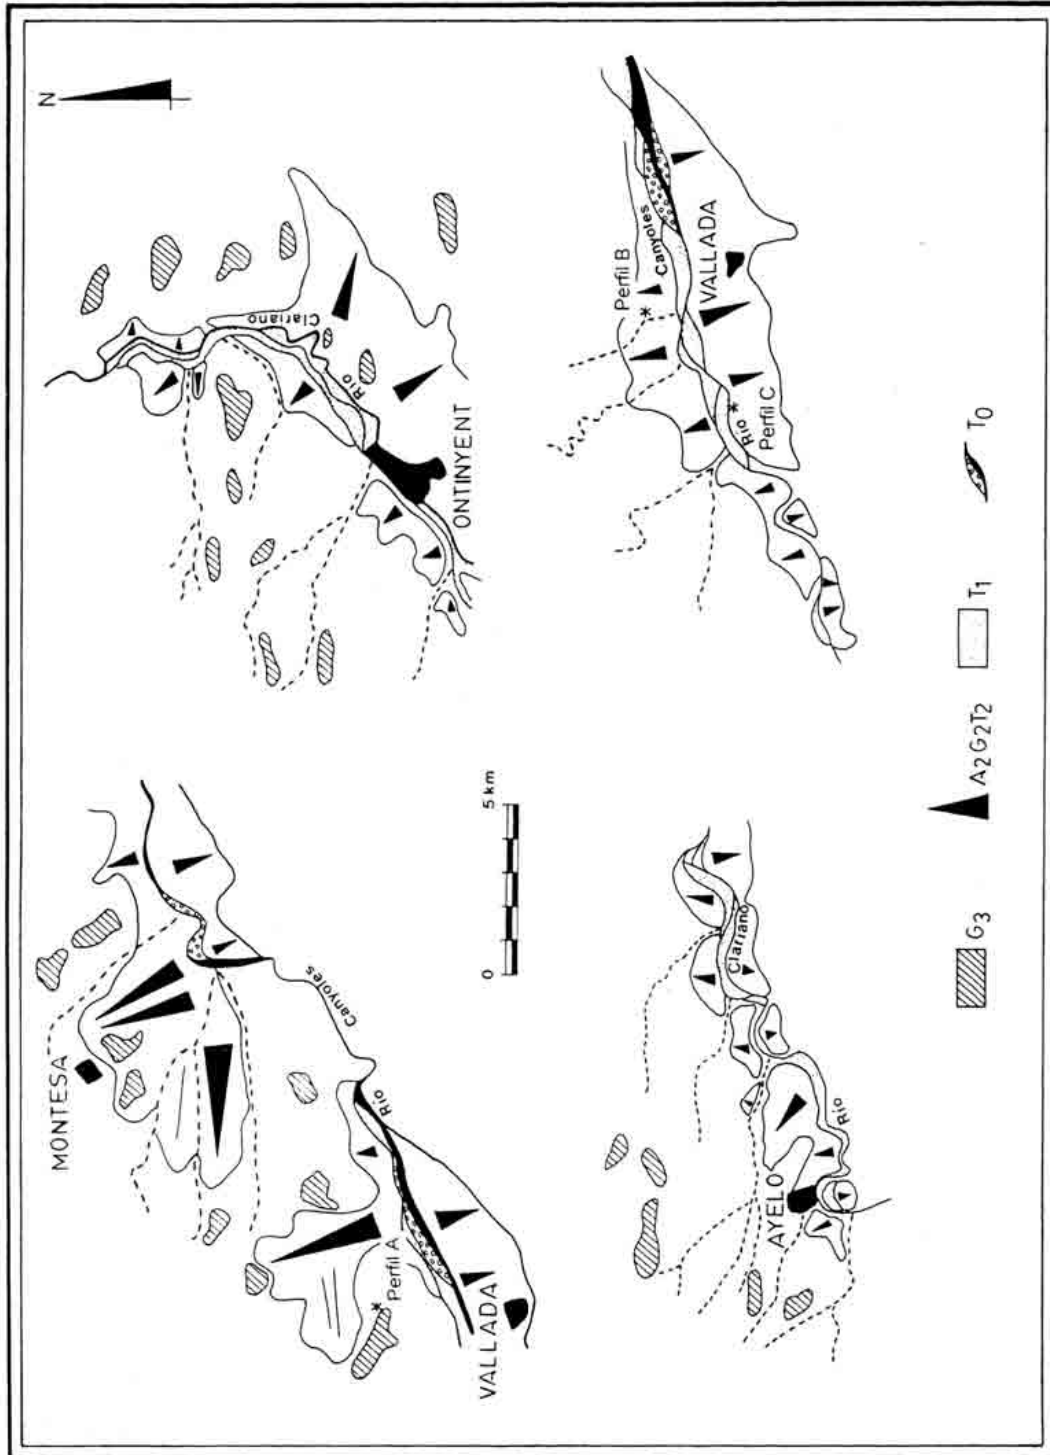 N
MONTESA
Canyoles
Rio
Perfil A
VALLADA
0 5 km
Clariano
Rio
ONTINYENT
AYELO
Clariano
Rio
Perfil B
Canyoles
VALLADA
Rio
Perfil C
G3
A2G2T2
T1
T0